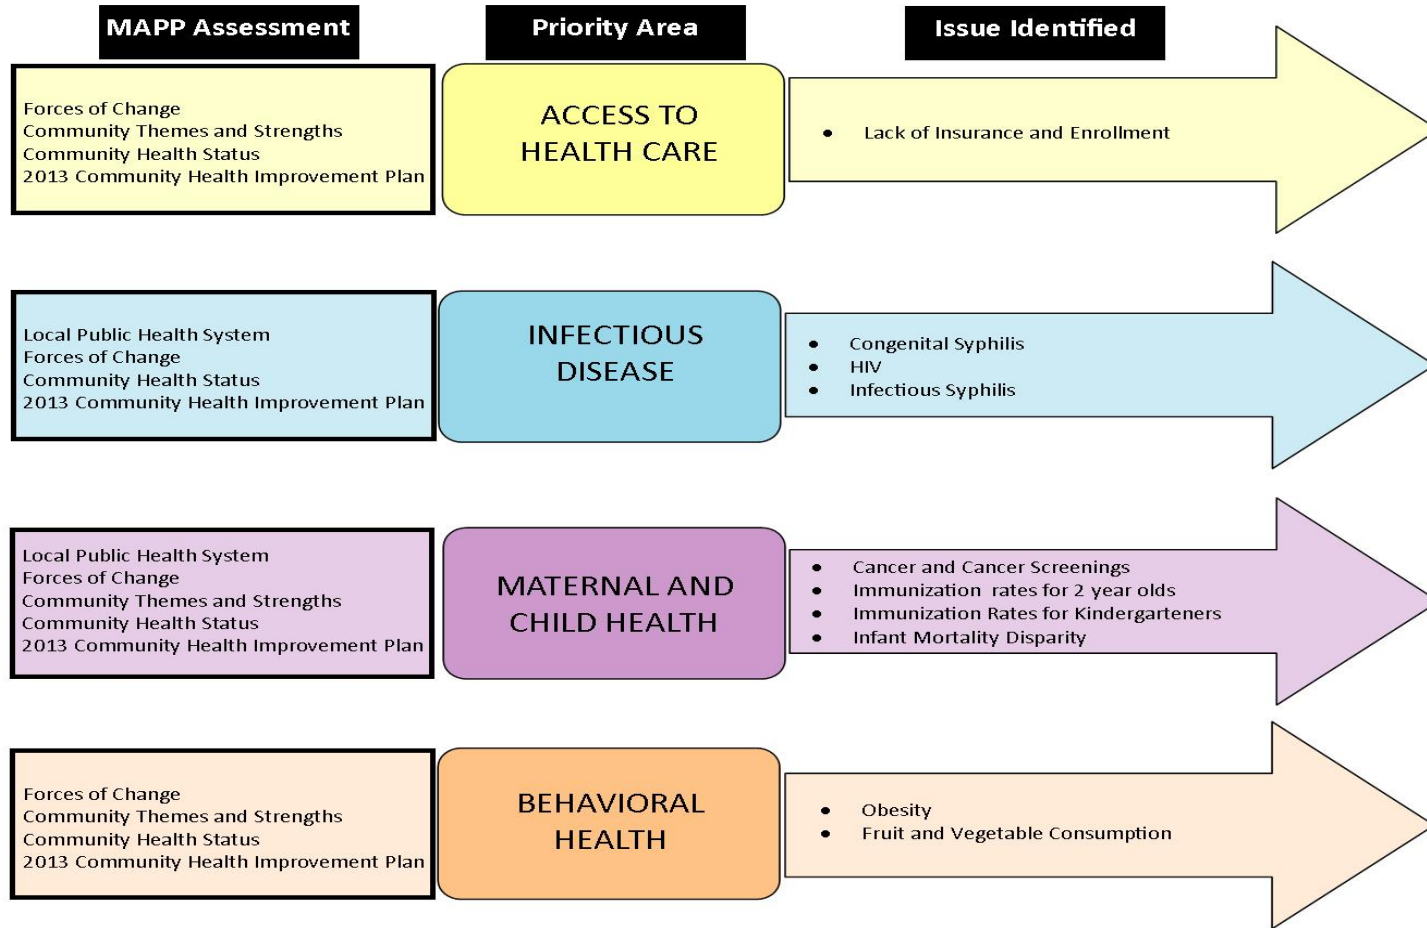 MAPP Assessment
Priority Area
Issue Identified
Forces of Change
Community Themes and Strengths
Community Health Status
2013 Community Health Improvement Plan
ACCESS TO
HEALTH CARE
• Lack of Insurance and Enrollment
Local Public Health System
Forces of Change
Community Health Status
2013 Community Health Improvement Plan
INFECTIOUS
DISEASE
• Congenital Syphilis
• HIV
• Infectious Syphilis
Local Public Health System
Forces of Change
Community Themes and Strengths
Community Health Status
2013 Community Health Improvement Plan
MATERNAL AND
CHILD HEALTH
• Cancer and Cancer Screenings
• Immunization rates for 2 year olds
• Immunization Rates for Kindergarteners
• Infant Mortality Disparity
Forces of Change
Community Themes and Strengths
Community Health Status
2013 Community Health Improvement Plan
BEHAVIORAL
HEALTH
• Obesity
• Fruit and Vegetable Consumption